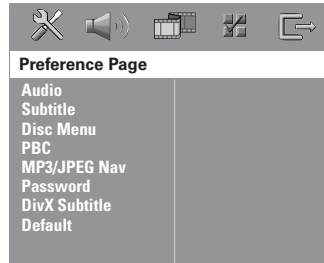 Preference Page
Audio
Subtitle
Disc Menu
PBC
MP3/JPEG Nav
Password
DivX Subtitle
Default